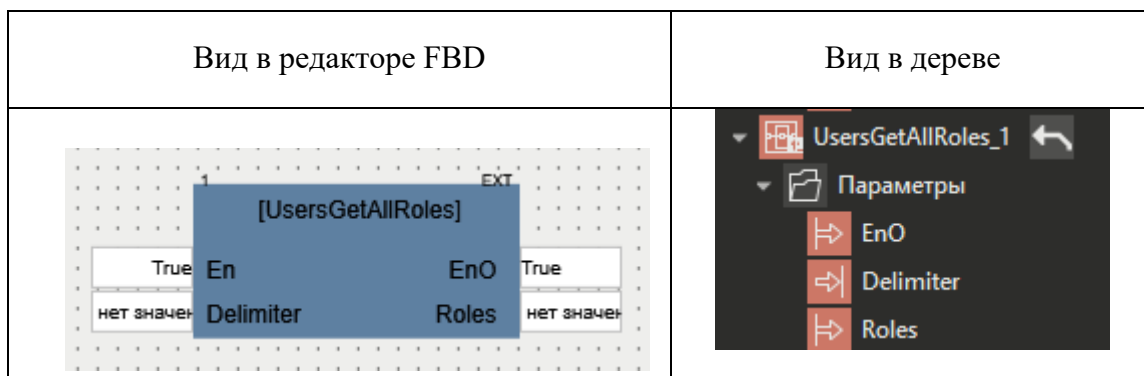 Вид в редакторе FBD
Вид в дереве
1 EXT
[UsersGetAllRoles]
True En EnO True
нет значен Delimiter Roles нет значен
UsersGetAllRoles_1
Параметры
EnO
Delimiter
Roles